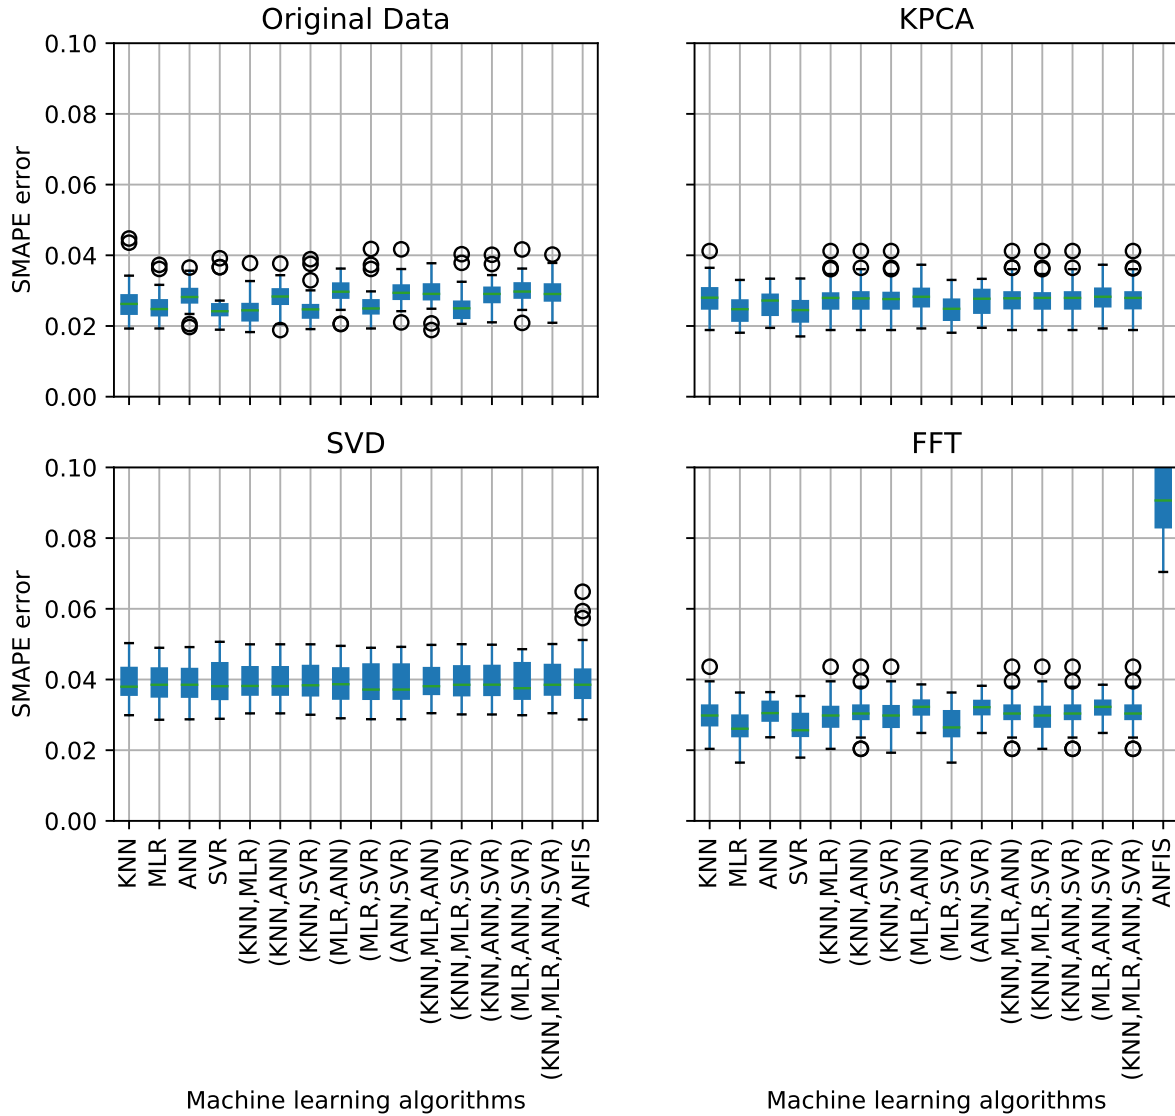 Original Data
KPCA
SMAPE error
0.10
0.08
0.06
0.04
0.02
0.00
SVD
FFT
SMAPE error
0.10
0.08
0.06
0.04
0.02
0.00
KNN
MLR
ANN
SVR
(KNN,MLR)
(KNN,ANN)
(KNN,SVR)
(MLR,ANN)
(MLR,SVR)
(ANN,SVR)
(KNN,MLR,ANN)
(KNN,MLR,SVR)
(KNN,ANN,SVR)
(MLR,ANN,SVR)
(KNN,MLR,ANN,SVR)
ANFIS
KNN
MLR
ANN
SVR
(KNN,MLR)
(KNN,ANN)
(KNN,SVR)
(MLR,ANN)
(MLR,SVR)
(ANN,SVR)
(KNN,MLR,ANN)
(KNN,MLR,SVR)
(KNN,ANN,SVR)
(MLR,ANN,SVR)
(KNN,MLR,ANN,SVR)
ANFIS
Machine learning algorithms
Machine learning algorithms